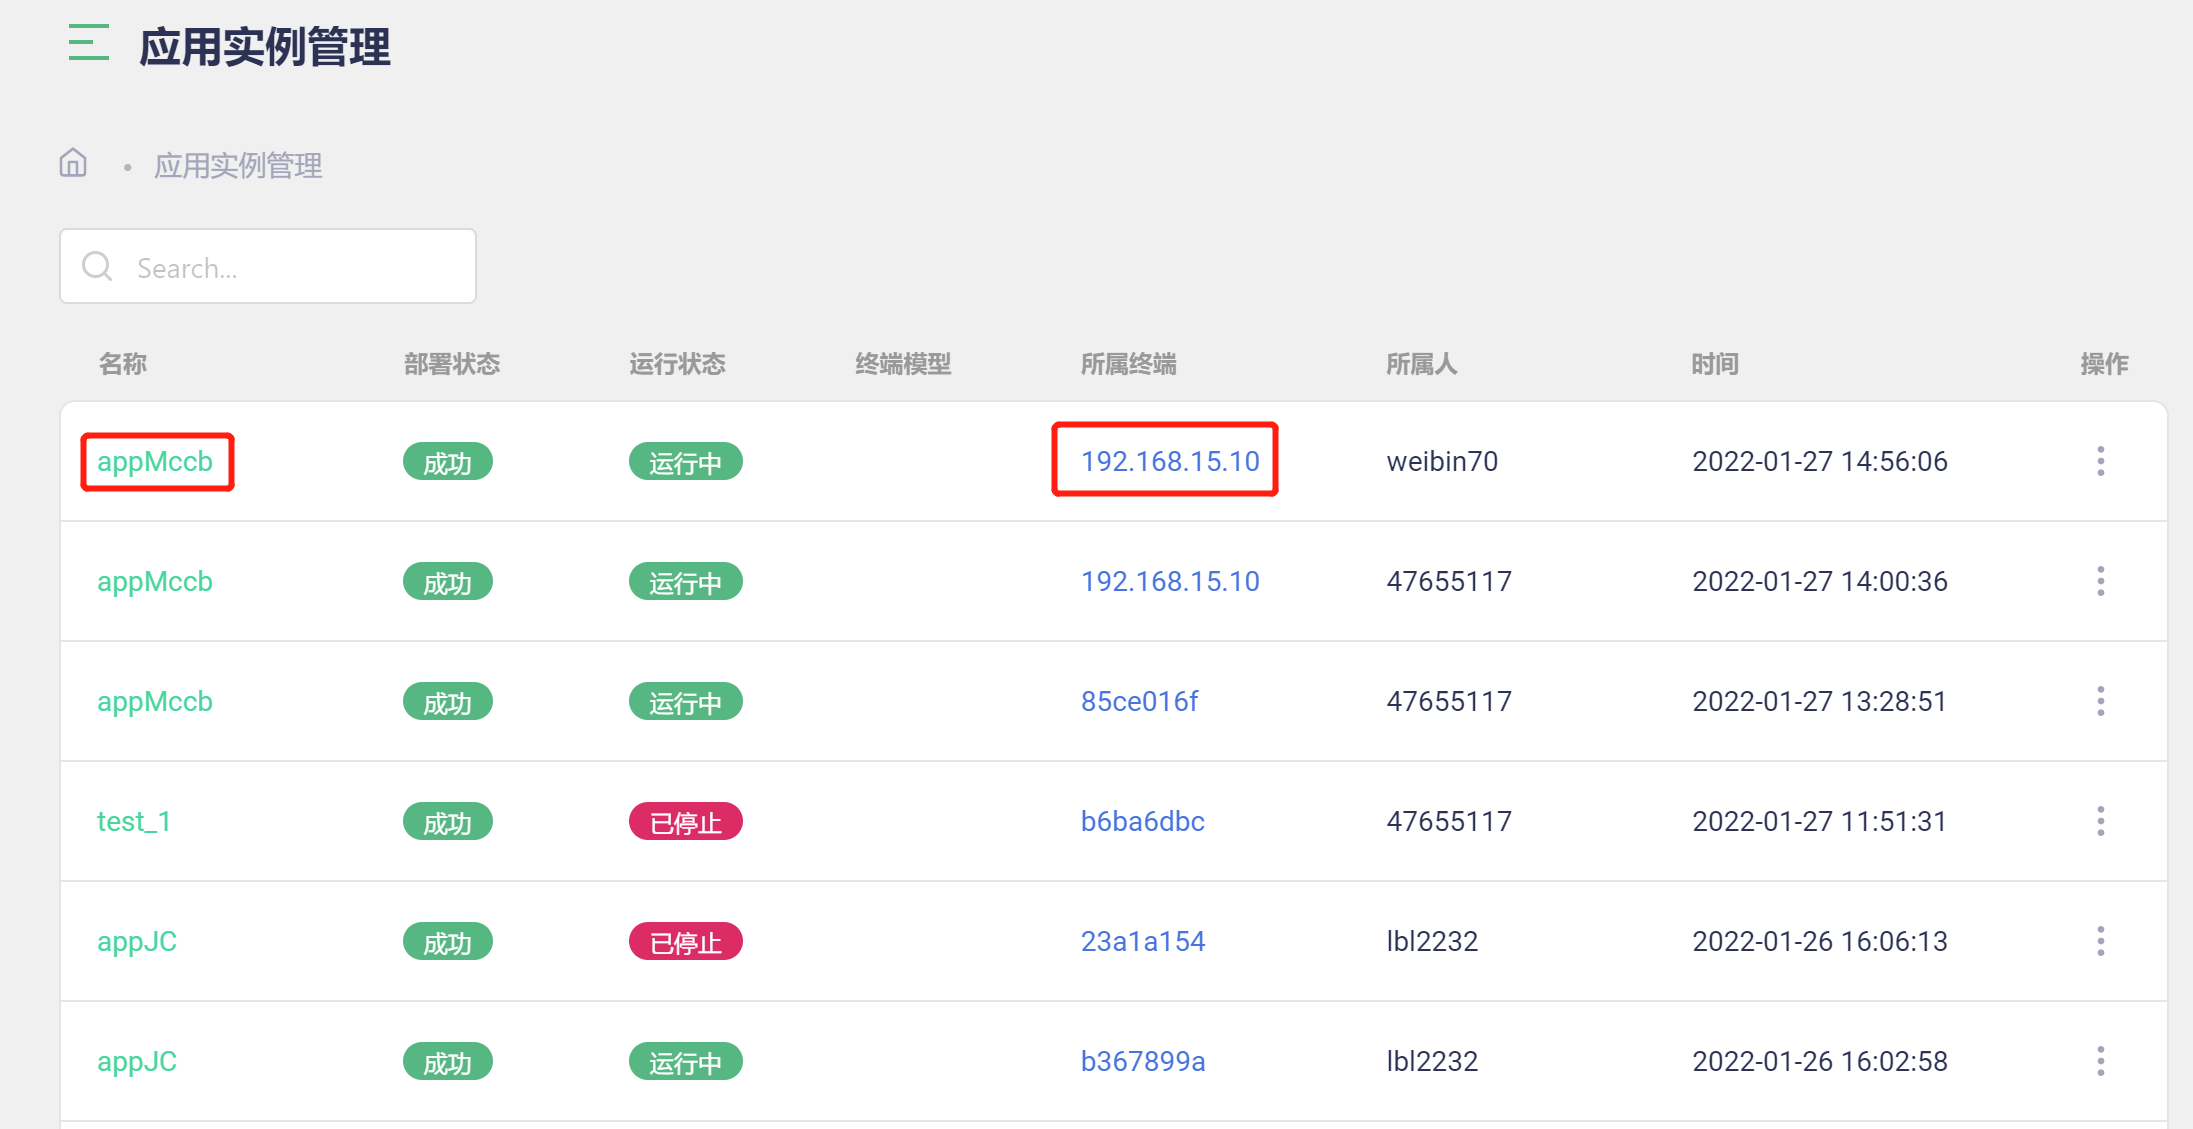 应用实例管理
• 应用实例管理
Search...
名称 部署状态 运行状态 终端模型 所属终端 所属人 时间 操作
appMccb 成功 运行中 192.168.15.10 weibin70 2022-01-27 14:56:06
appMccb 成功 运行中 192.168.15.10 47655117 2022-01-27 14:00:36
appMccb 成功 运行中 85ce016f 47655117 2022-01-27 13:28:51
test_1 成功 已停止 b6ba6dbc 47655117 2022-01-27 11:51:31
appJC 成功 已停止 23a1a154 lbl2232 2022-01-26 16:06:13
appJC 成功 运行中 b367899a lbl2232 2022-01-26 16:02:58